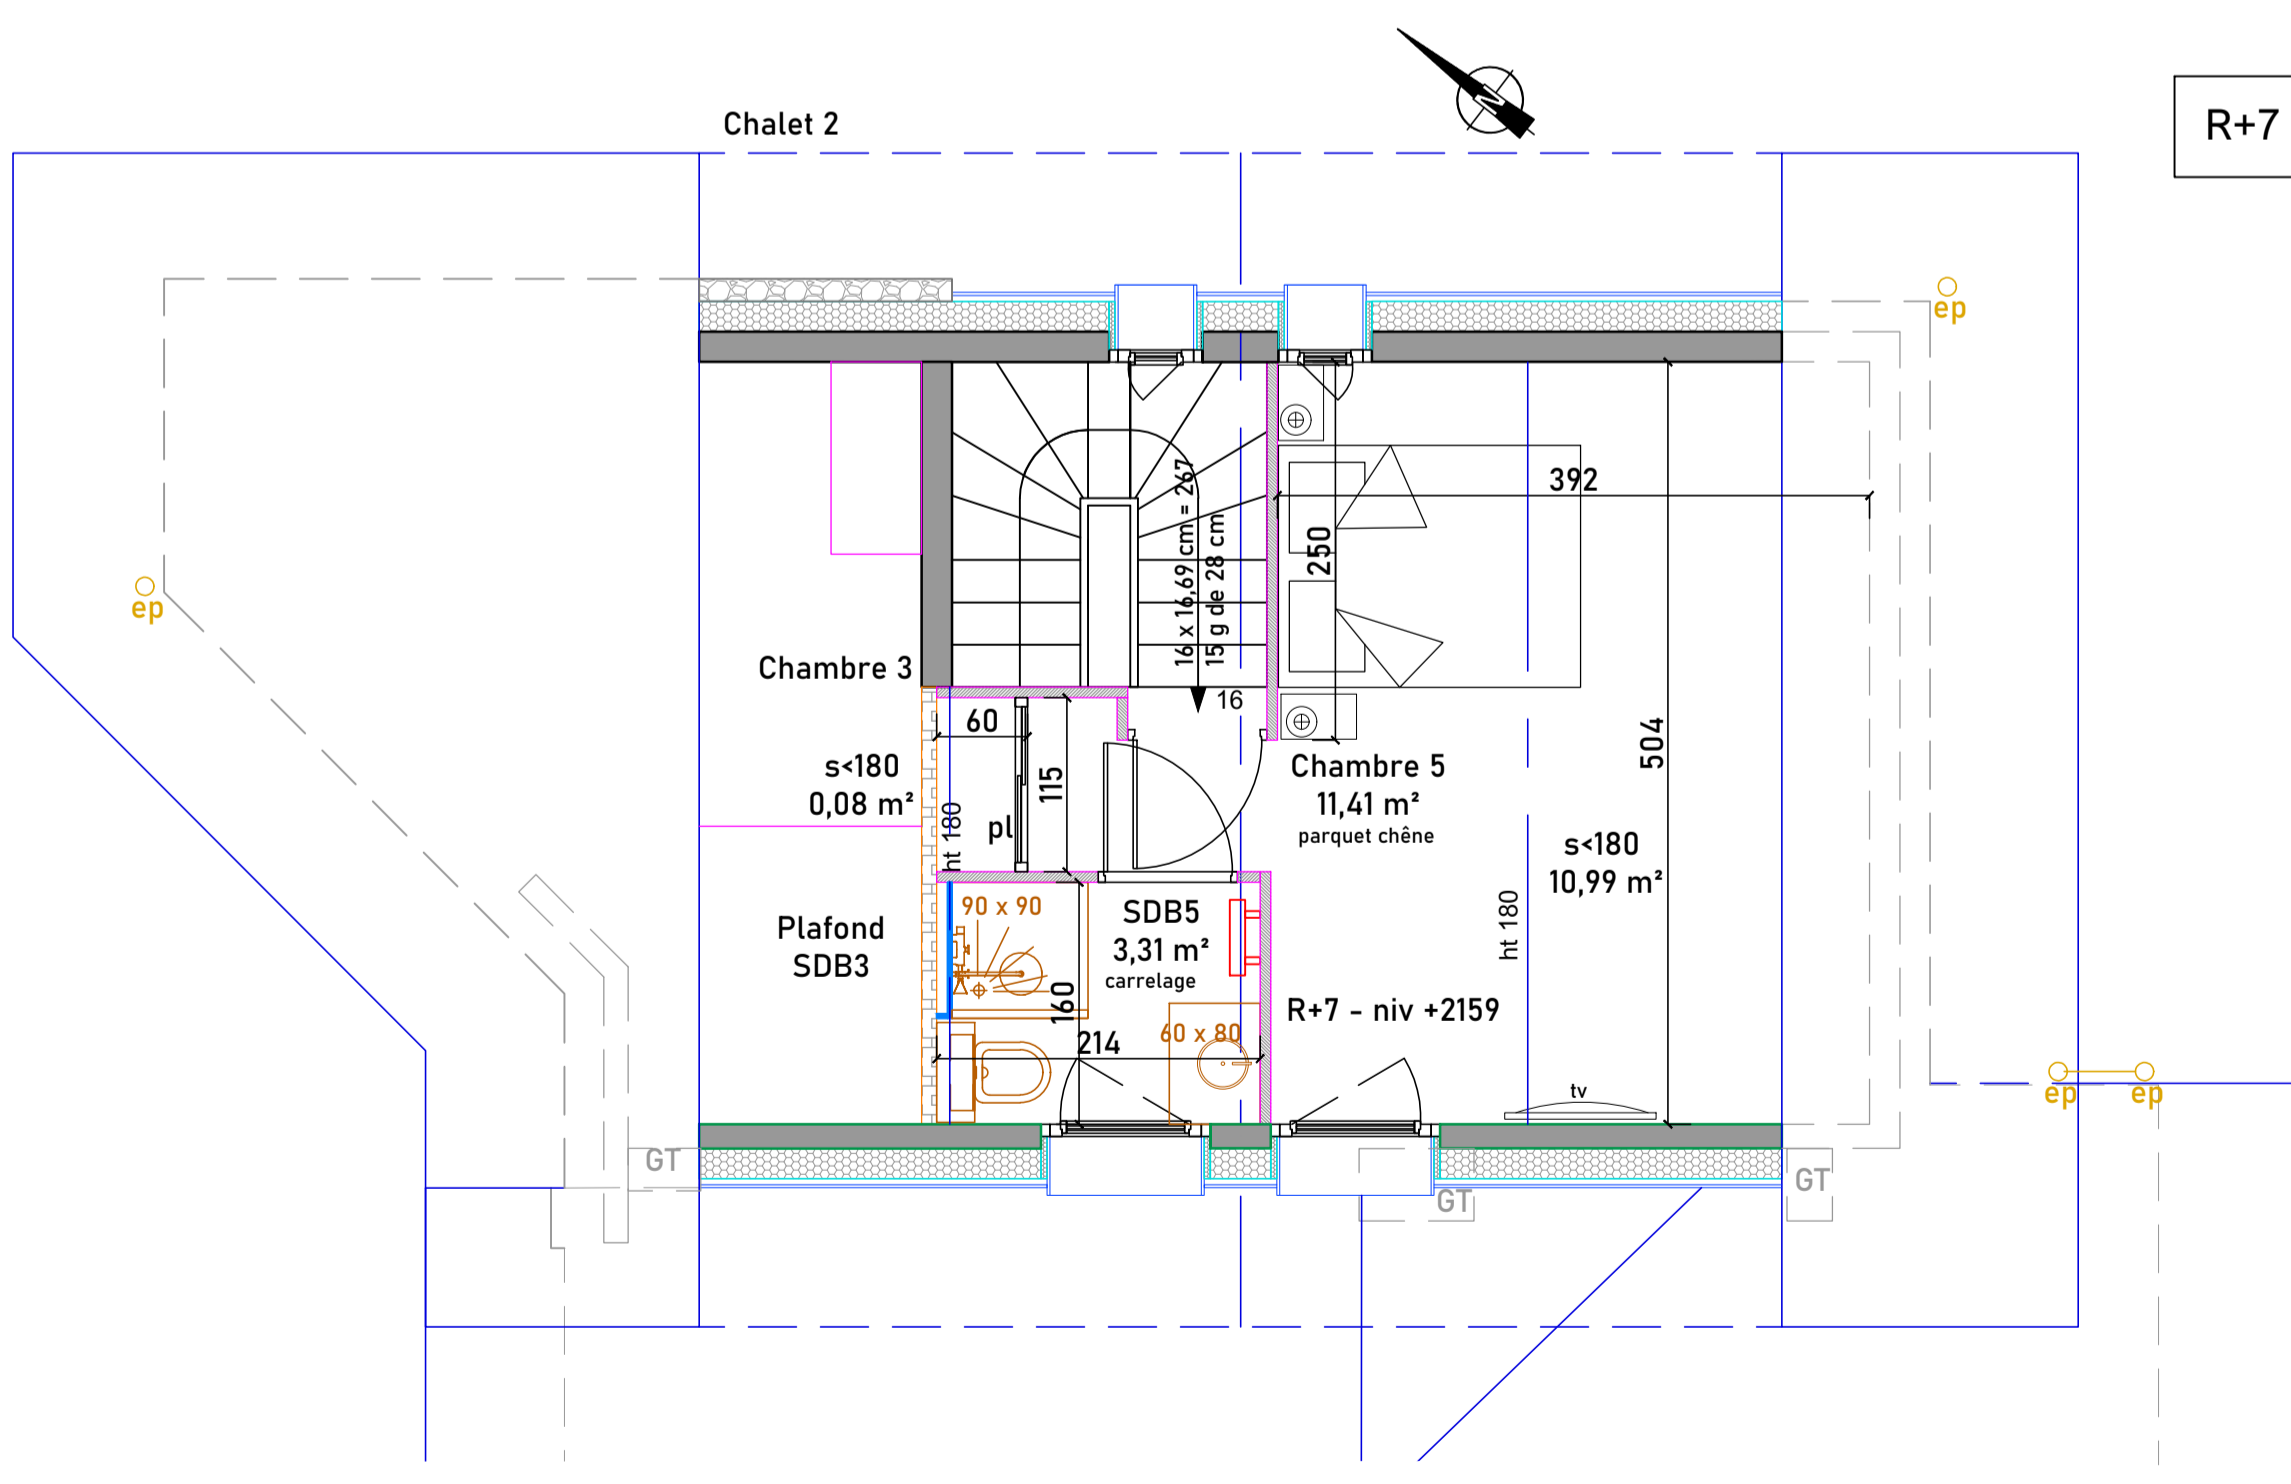 R+7
Chalet 2
N
ep
392
250
16 x 16,69 cm = 267
15 g de 28 cm
ep
Chambre 3
16
60
504
s<180
0,08 m²
115
ht 180
pl
Chambre 5
11,41 m²
parquet chêne
s<180
10,99 m²
ht 180
90 x 90
SDB5
3,31 m²
carrelage
Plafond
SDB3
160
R+7 - niv +2159
60 x 80
214
tv
ep
ep
GT
GT
GT